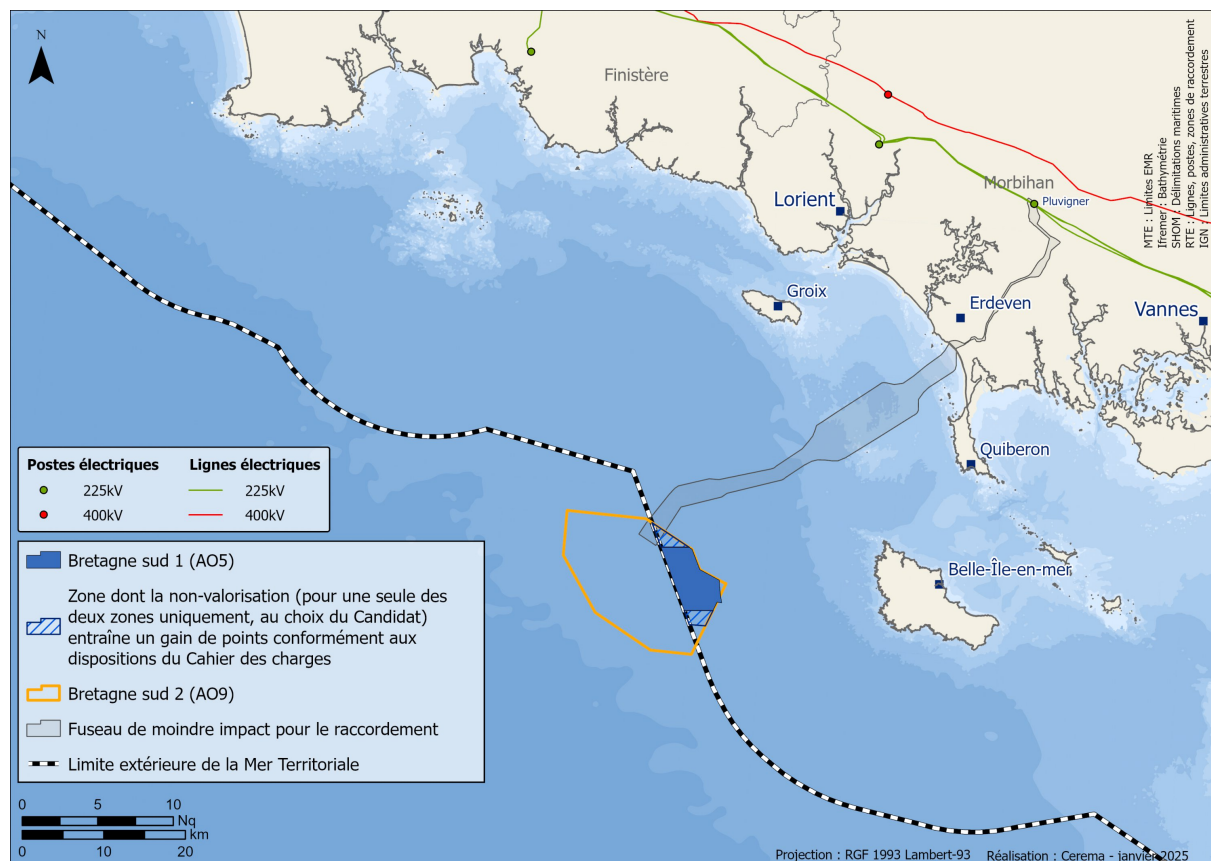 N
Finistère
Morbihan
Pluvigner
Lorient
Groix
Erdeven
Vannes
Quiberon
Belle-Île-en-mer
MTE : Limites EMR
Ifremer : Bathymétrie
SHOM : Délimitations maritimes
RTE : Lignes, postes, zones de raccordement
IGN : Limites administratives terrestres
Postes électriques Lignes électriques
225kV 225kV
400kV 400kV
Bretagne sud 1 (AO5)
Zone dont la non-valorisation (pour une seule des
deux zones uniquement, au choix du Candidat)
entraîne un gain de points conformément aux
dispositions du Cahier des charges
Bretagne sud 2 (AO9)
Fuseau de moindre impact pour le raccordement
Limite extérieure de la Mer Territoriale
0 5 10
Nq
km
0 10 20
Projection : RGF 1993 Lambert-93 Réalisation : Cerema - janvier 2025